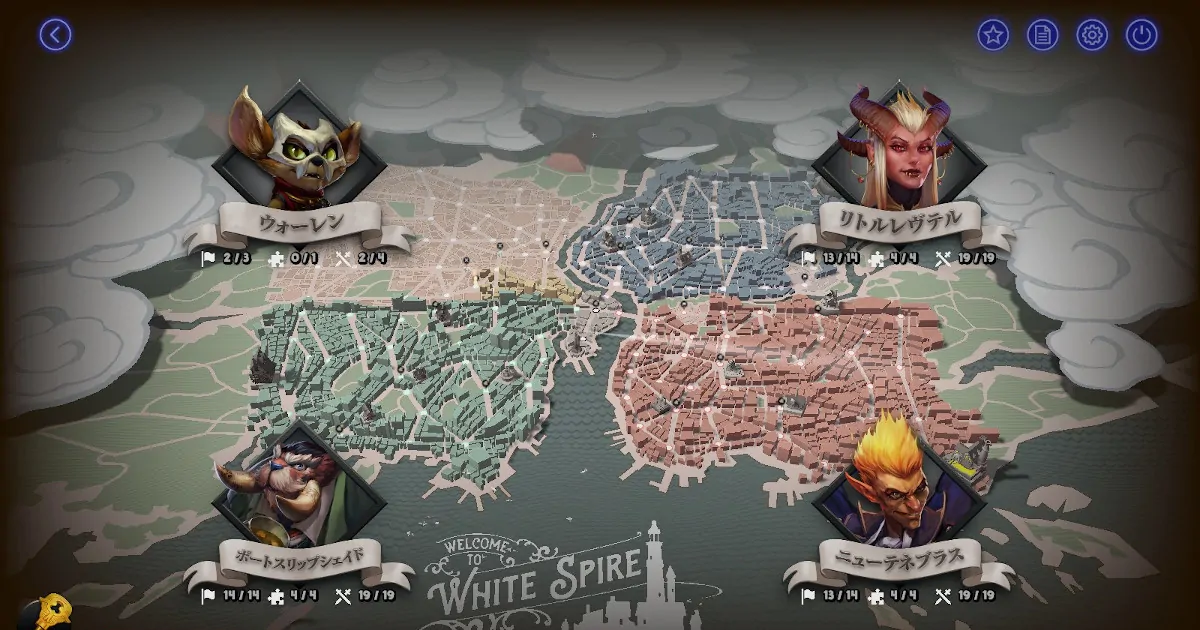 ウォーレン
2/3 0/1 2/4
リトルレヴテル
13/14 4/4 19/19
ポートスリップシェイド
14/14 4/4 19/19
ニューテネブラス
13/14 4/4 19/19
WELCOME
TO
WHITE SPIRE